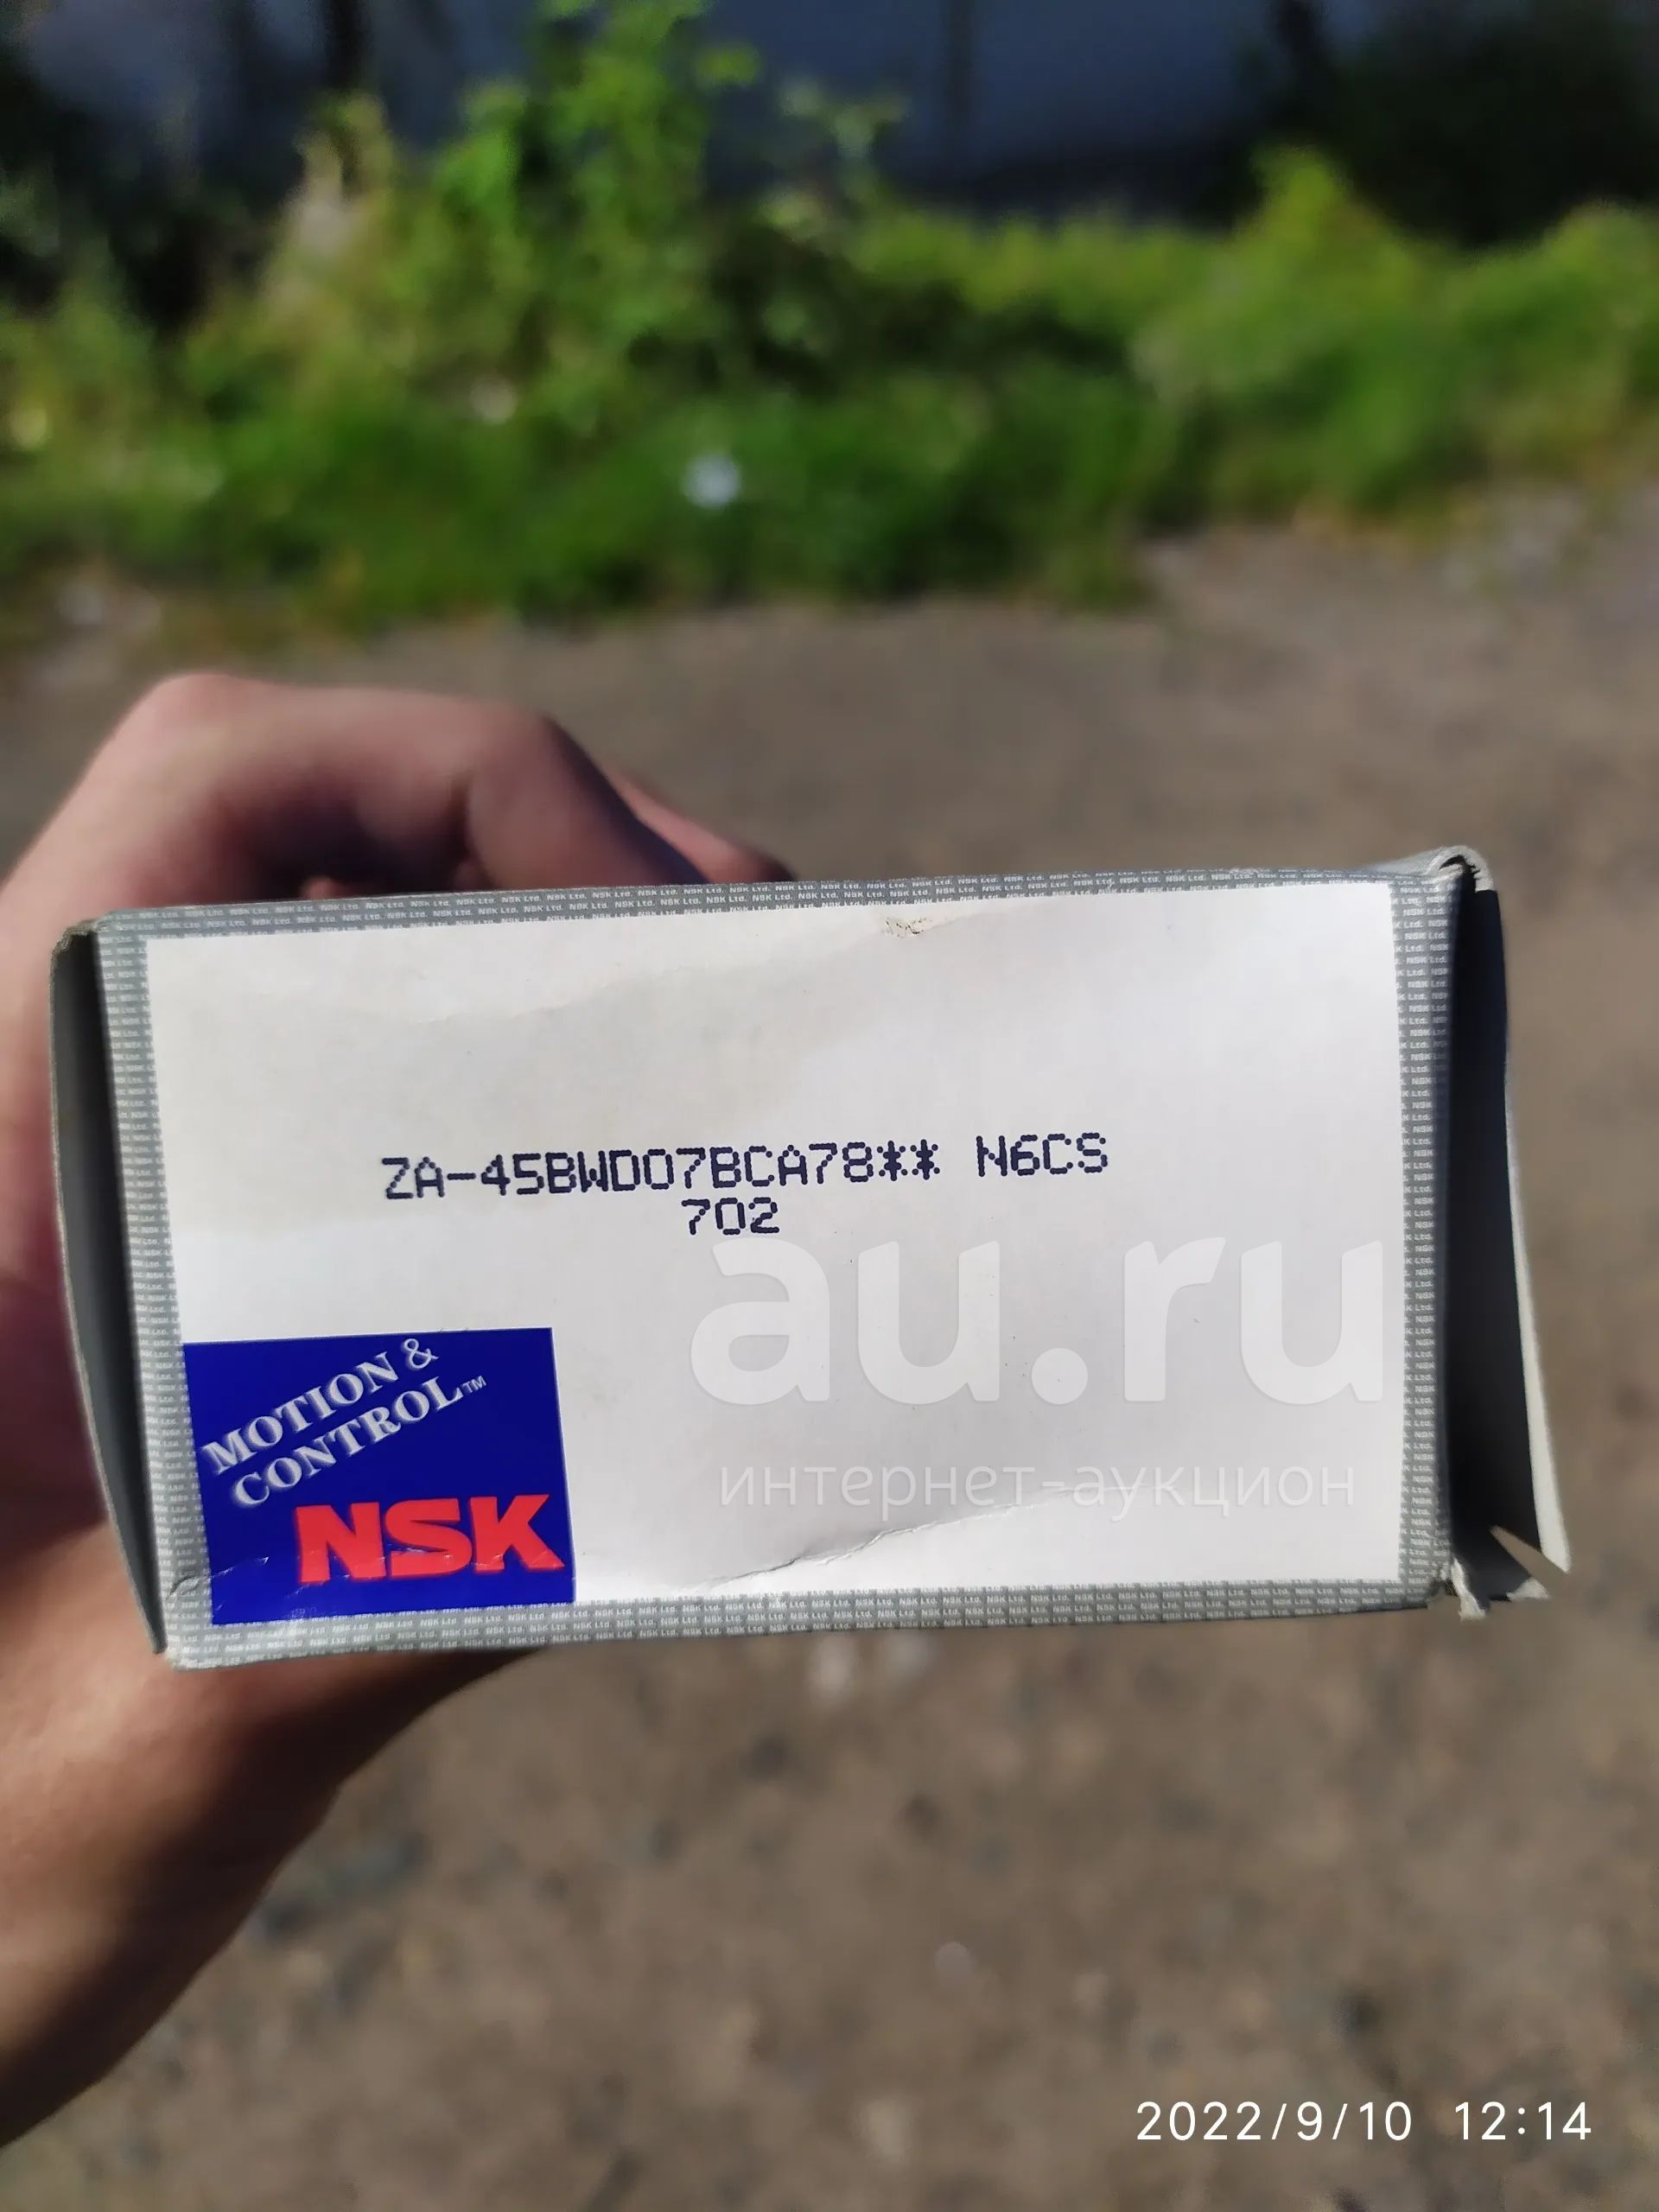 ZA-45BWD07BCA78** N6CS
702
au.ru
интернет-аукцион
MOTION &
CONTROL™
NSK
2022/9/10 12:14